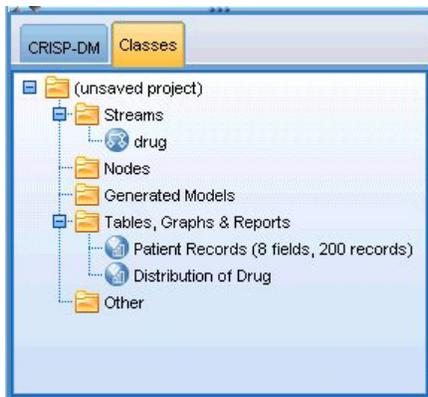 CRISP-DM Classes
(unsaved project)
Streams
drug
Nodes
Generated Models
Tables, Graphs & Reports
Patient Records (8 fields, 200 records)
Distribution of Drug
Other